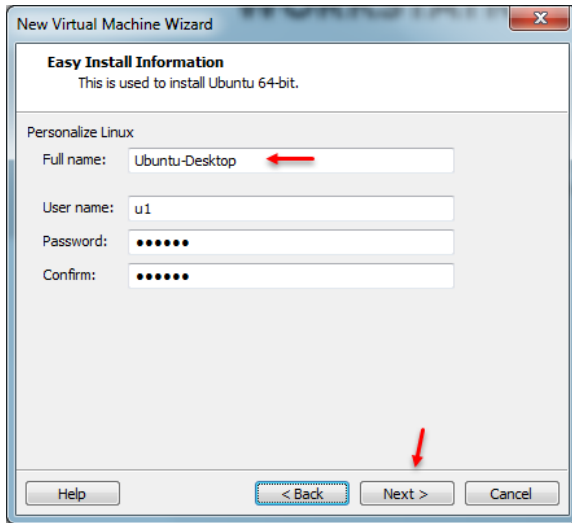 New Virtual Machine Wizard
Easy Install Information
This is used to install Ubuntu 64-bit.
Personalize Linux
Full name: Ubuntu-Desktop
User name: u1
Password: ●●●●●●
Confirm: ●●●●●●
Help < Back Next > Cancel